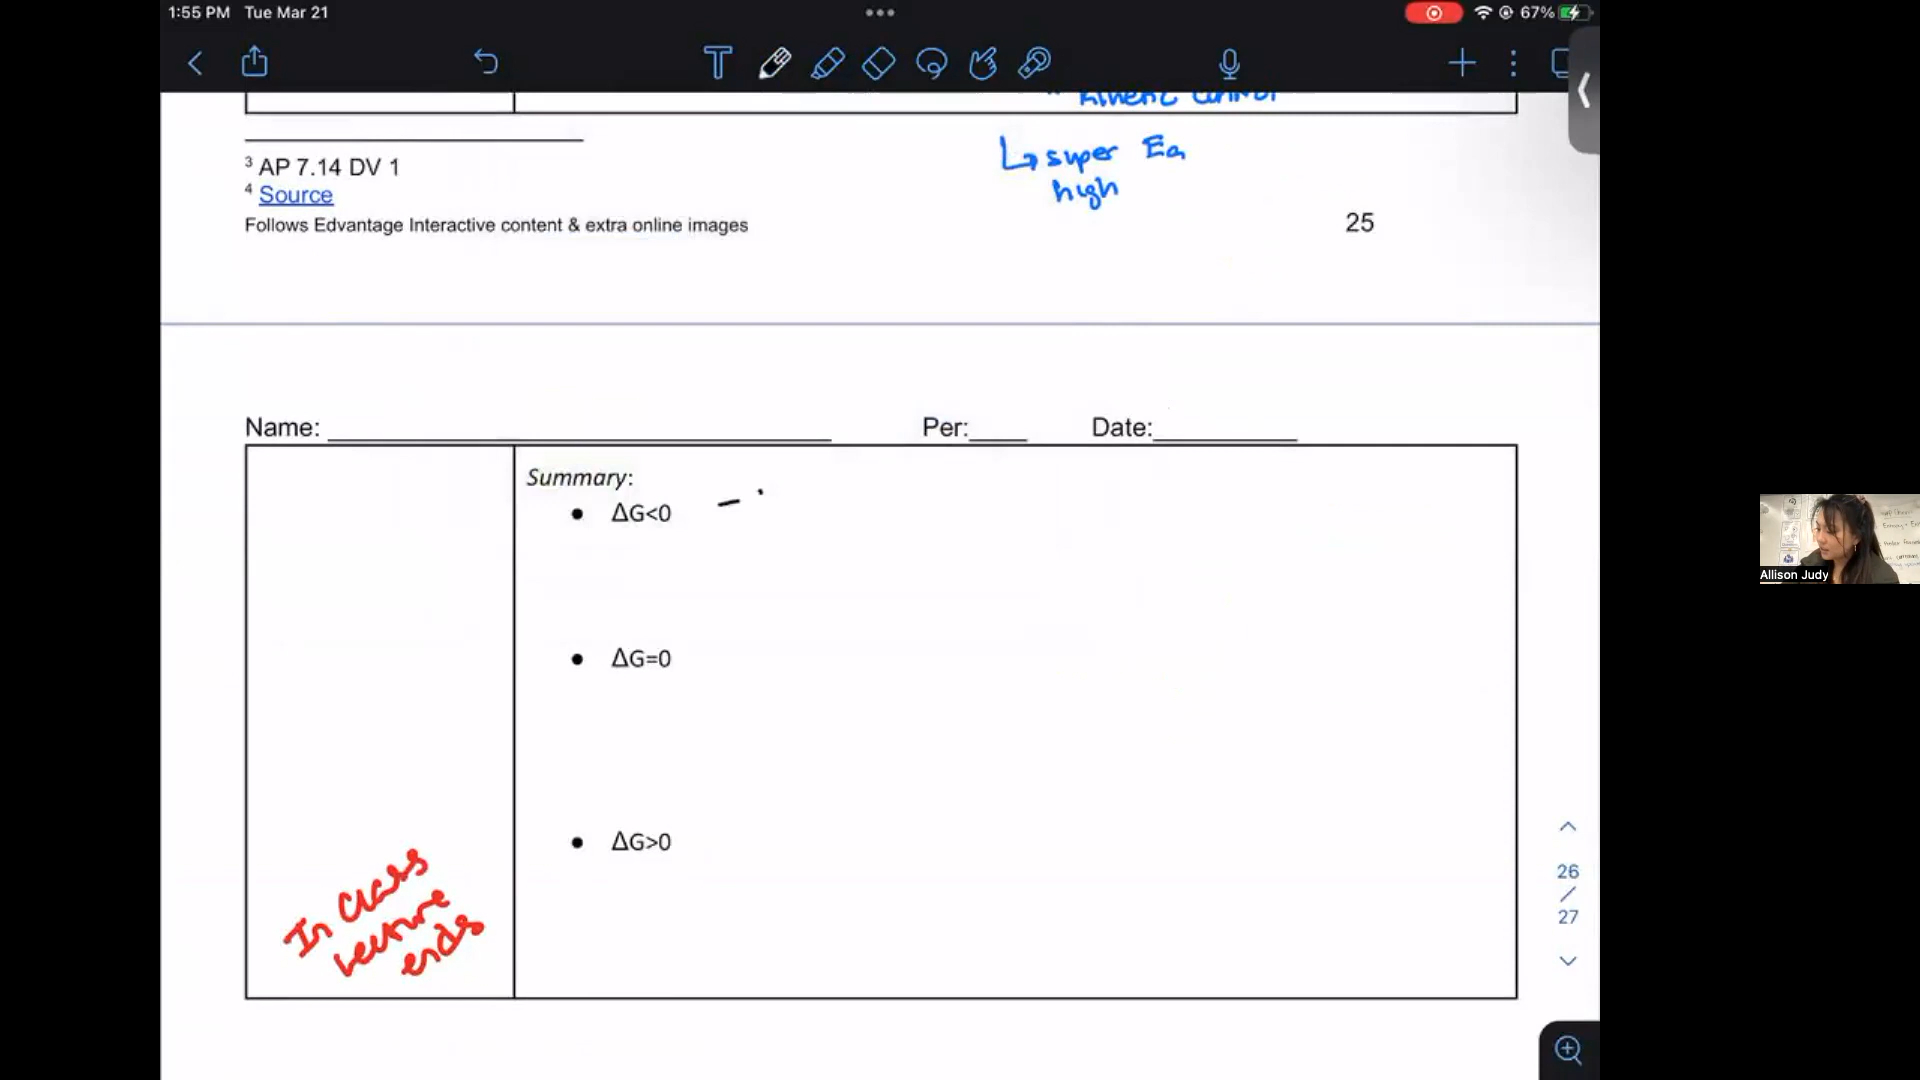 1:55 PM Tue Mar 21
67%
kinetic control
↳ super Ea
high
3 AP 7.14 DV 1
4 Source
Follows Edvantage Interactive content & extra online images
25
Name: Per: Date:
Summary:
● ΔG<0 –
● ΔG=0
● ΔG>0
In Class
Lecture
ends
26
/
27
Allison Judy